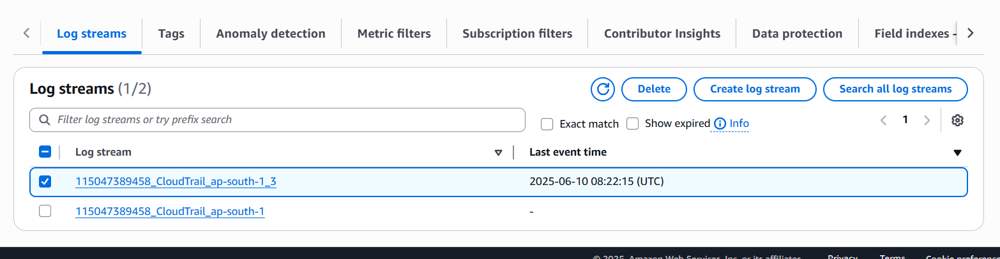 Log streams Tags Anomaly detection Metric filters Subscription filters Contributor Insights Data protection Field indexes -
Log streams (1/2) Delete Create log stream Search all log streams
Filter log streams or try prefix search Exact match Show expired Info 1
Log stream Last event time
115047389458_CloudTrail_ap-south-1_3 2025-06-10 08:22:15 (UTC)
115047389458_CloudTrail_ap-south-1 -
© 2025, Amazon Web Services, Inc. or its affiliates. Privacy Terms Cookie preferenc